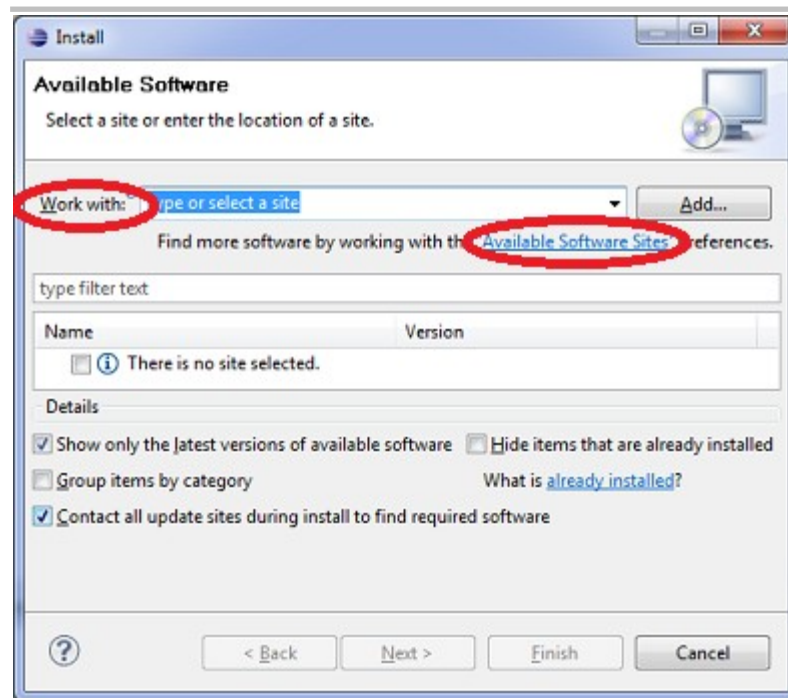 Install
Available Software
Select a site or enter the location of a site.
Work with: type or select a site Add...
Find more software by working with the "Available Software Sites" preferences.
type filter text
Name Version
There is no site selected.
Details
Show only the latest versions of available software Hide items that are already installed
Group items by category What is already installed?
Contact all update sites during install to find required software
< Back Next > Finish Cancel